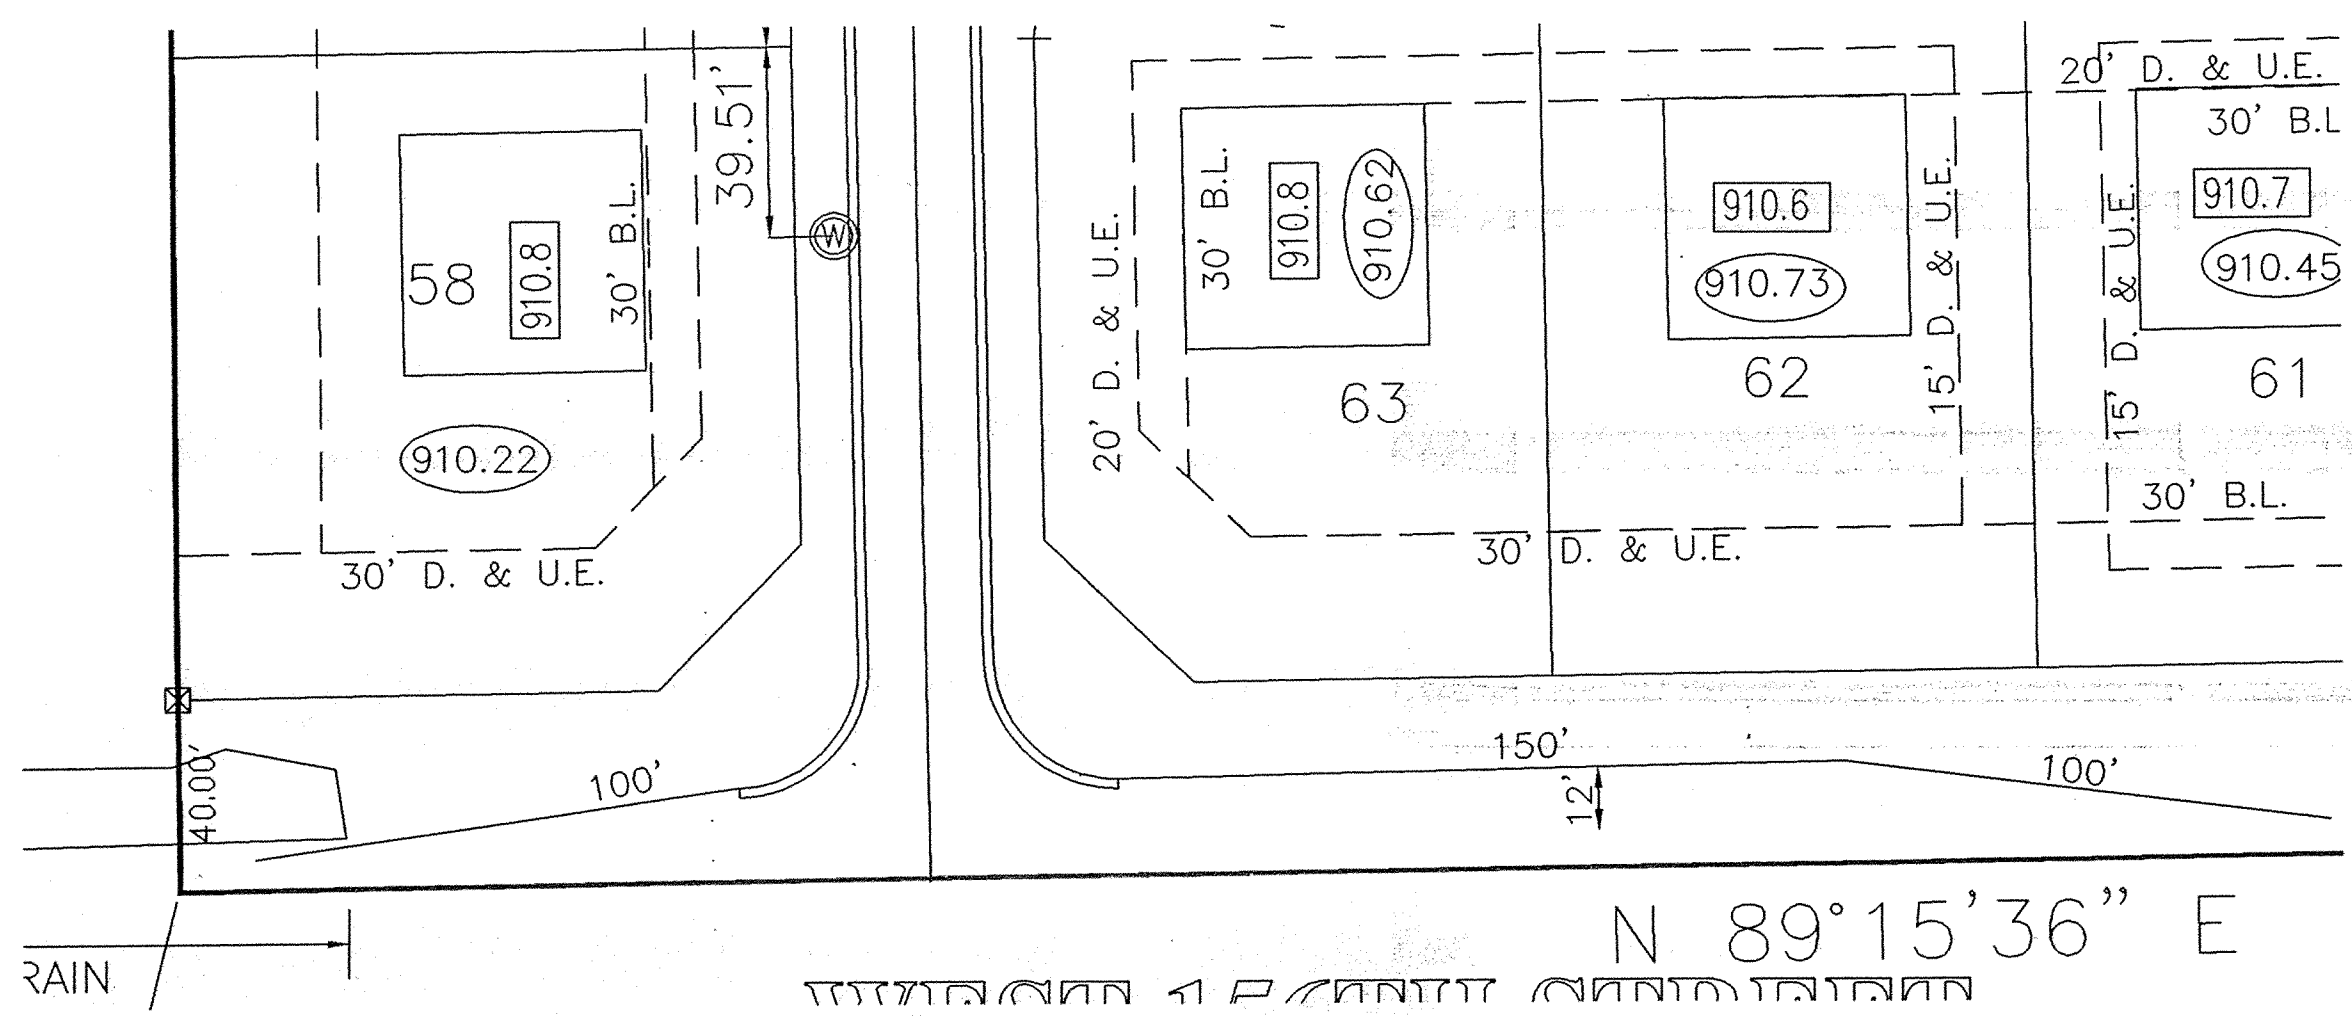 39.51'
W
58
910.8
30' B.L.
910.22
30' D. & U.E.
40.00'
100'
RAIN
20' D. & U.E.
30' B.L.
910.8
910.62
63
30' D. & U.E.
910.6
910.73
62
15' D. & U.E.
20' D. & U.E.
30' B.L
910.7
910.45
61
15' D. & U.E.
30' B.L.
150'
12'
100'
N 89°15'36" E
WEST STREET